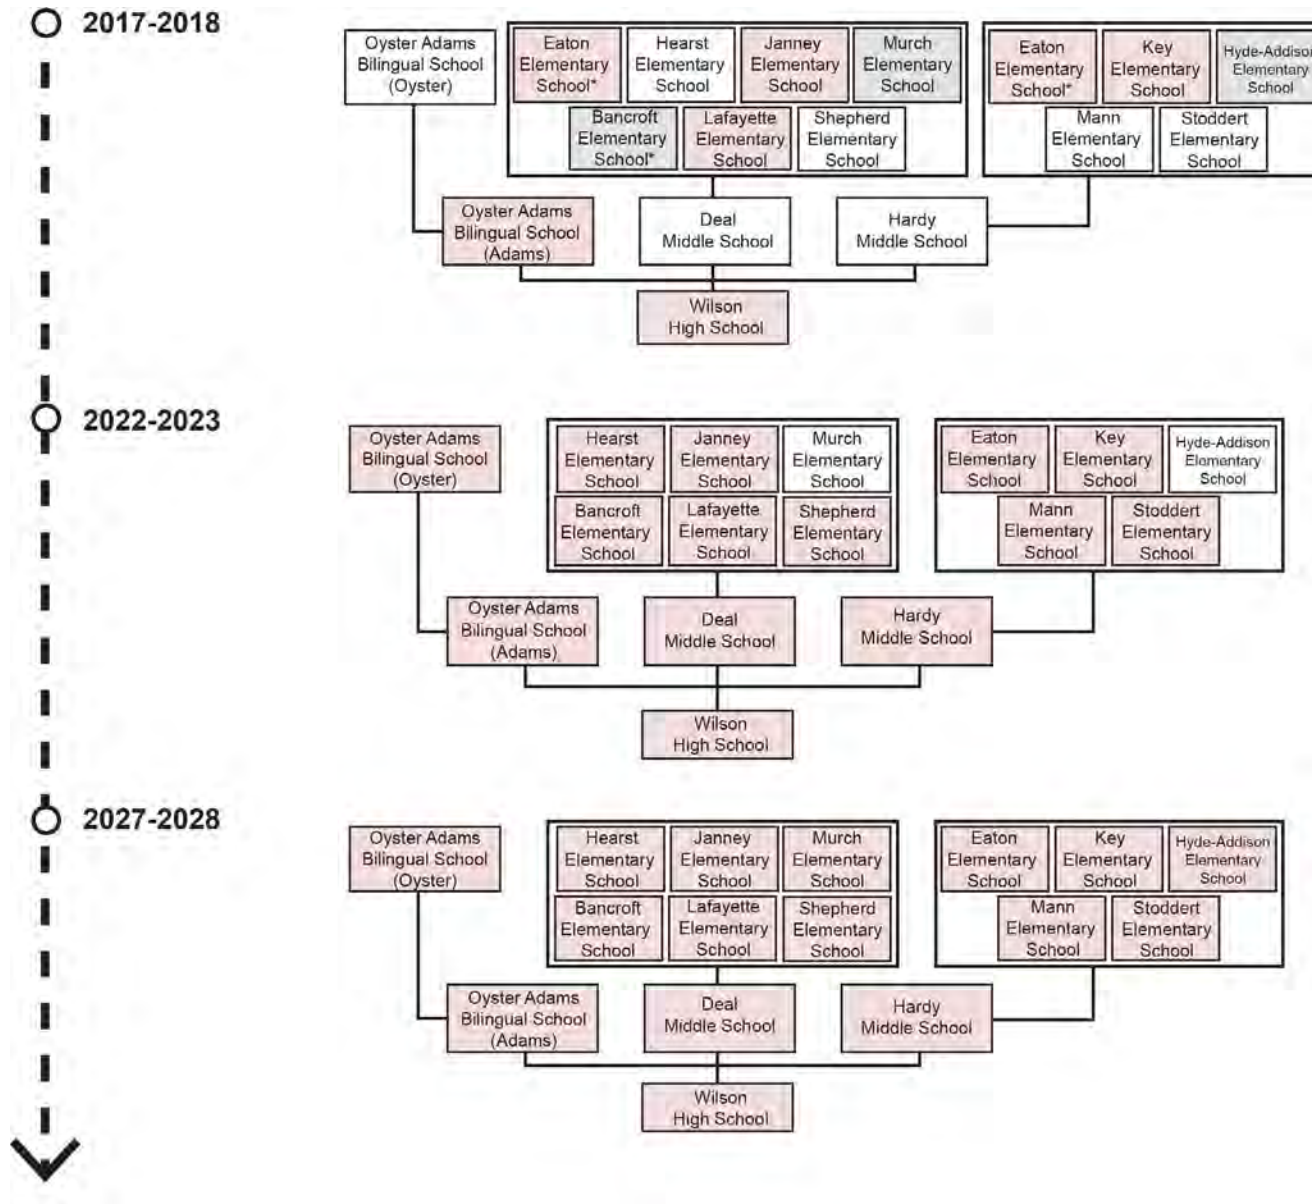 2017-2018
Oyster Adams
Bilingual School
(Oyster)
Eaton
Elementary
School*
Hearst
Elementary
School
Janney
Elementary
School
Murch
Elementary
School
Bancroft
Elementary
School*
Lafayette
Elementary
School
Shepherd
Elementary
School
Eaton
Elementary
School*
Key
Elementary
School
Hyde-Addison
Elementary
School
Mann
Elementary
School
Stoddert
Elementary
School
Oyster Adams
Bilingual School
(Adams)
Deal
Middle School
Hardy
Middle School
Wilson
High School
2022-2023
Oyster Adams
Bilingual School
(Oyster)
Hearst
Elementary
School
Janney
Elementary
School
Murch
Elementary
School
Bancroft
Elementary
School
Lafayette
Elementary
School
Shepherd
Elementary
School
Eaton
Elementary
School
Key
Elementary
School
Hyde-Addison
Elementary
School
Mann
Elementary
School
Stoddert
Elementary
School
Oyster Adams
Bilingual School
(Adams)
Deal
Middle School
Hardy
Middle School
Wilson
High School
2027-2028
Oyster Adams
Bilingual School
(Oyster)
Hearst
Elementary
School
Janney
Elementary
School
Murch
Elementary
School
Bancroft
Elementary
School
Lafayette
Elementary
School
Shepherd
Elementary
School
Eaton
Elementary
School
Key
Elementary
School
Hyde-Addison
Elementary
School
Mann
Elementary
School
Stoddert
Elementary
School
Oyster Adams
Bilingual School
(Adams)
Deal
Middle School
Hardy
Middle School
Wilson
High School